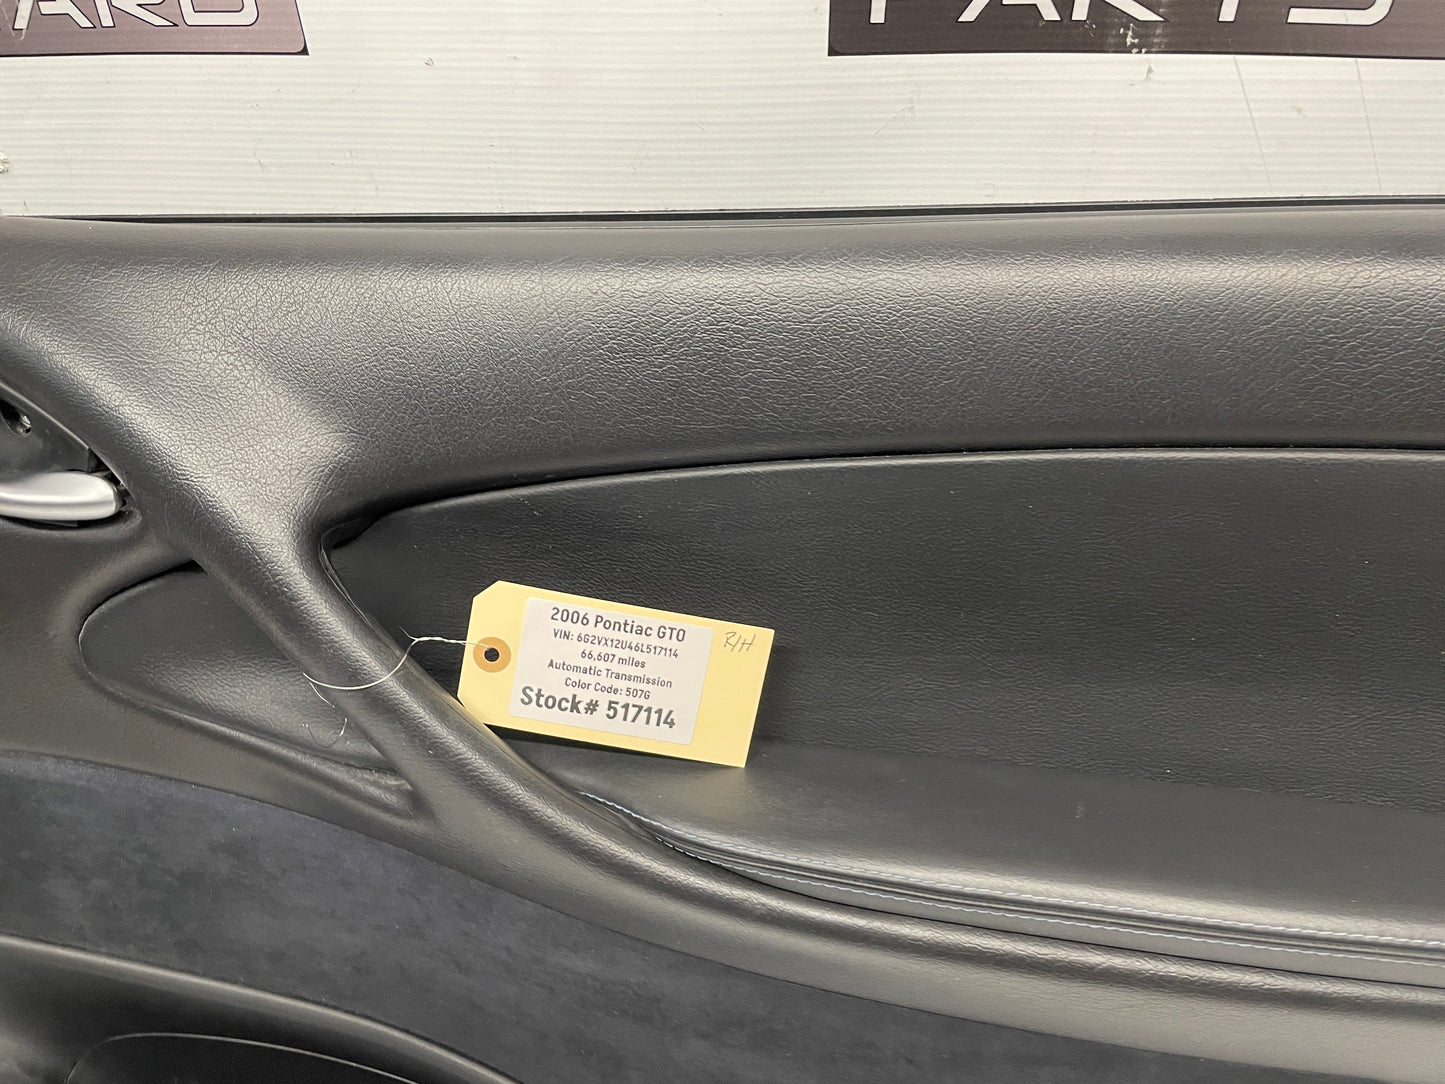 ARD
PARTS
2006 Pontiac GTO
VIN: 6G2VX12U46L517114
66,607 miles
Automatic Transmission
Color Code: 507G
Stock# 517114
R/H